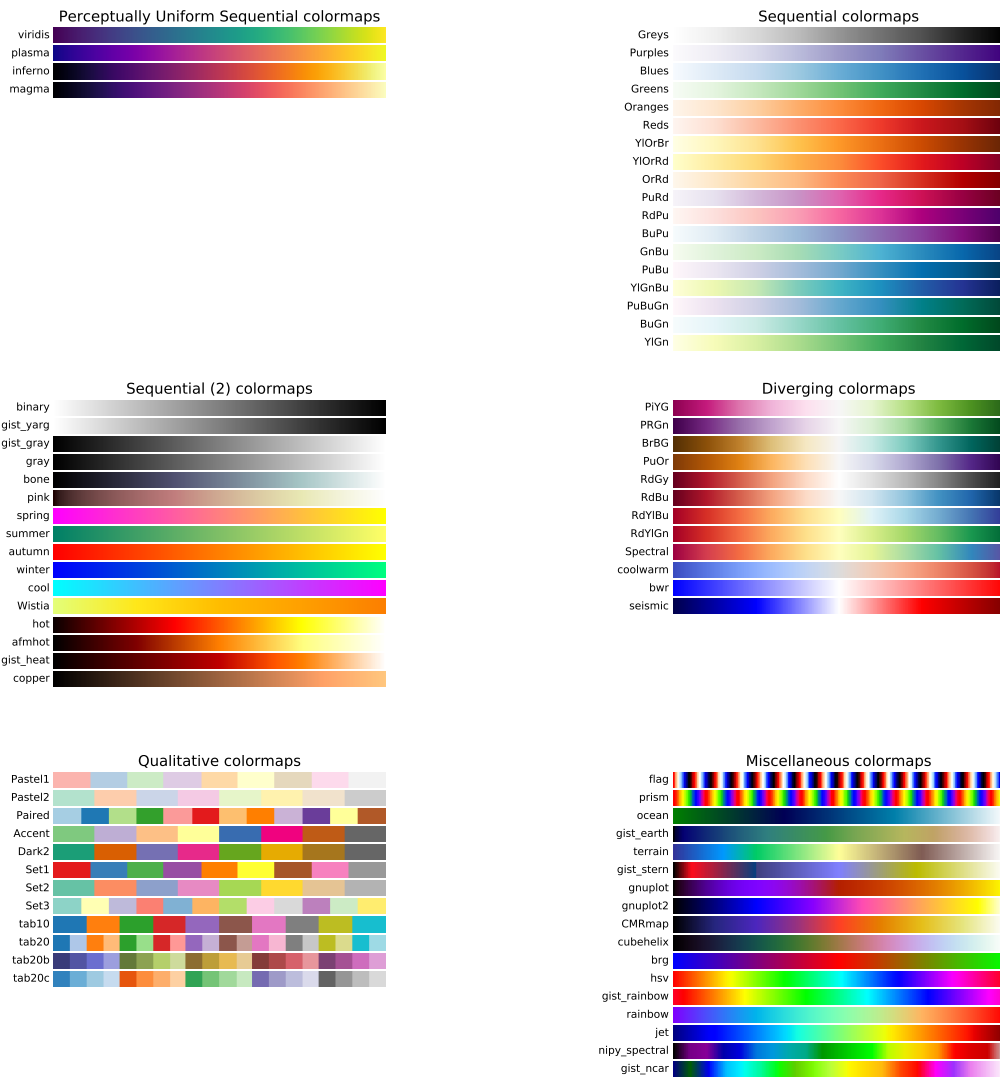 Perceptually Uniform Sequential colormaps
viridis
plasma
inferno
magma
Sequential colormaps
Greys
Purples
Blues
Greens
Oranges
Reds
YlOrBr
YlOrRd
OrRd
PuRd
RdPu
BuPu
GnBu
PuBu
YlGnBu
PuBuGn
BuGn
YlGn
Sequential (2) colormaps
binary
gist_yarg
gist_gray
gray
bone
pink
spring
summer
autumn
winter
cool
Wistia
hot
afmhot
gist_heat
copper
Diverging colormaps
PiYG
PRGn
BrBG
PuOr
RdGy
RdBu
RdYlBu
RdYlGn
Spectral
coolwarm
bwr
seismic
Qualitative colormaps
Pastel1
Pastel2
Paired
Accent
Dark2
Set1
Set2
Set3
tab10
tab20
tab20b
tab20c
Miscellaneous colormaps
flag
prism
ocean
gist_earth
terrain
gist_stern
gnuplot
gnuplot2
CMRmap
cubehelix
brg
hsv
gist_rainbow
rainbow
jet
nipy_spectral
gist_ncar